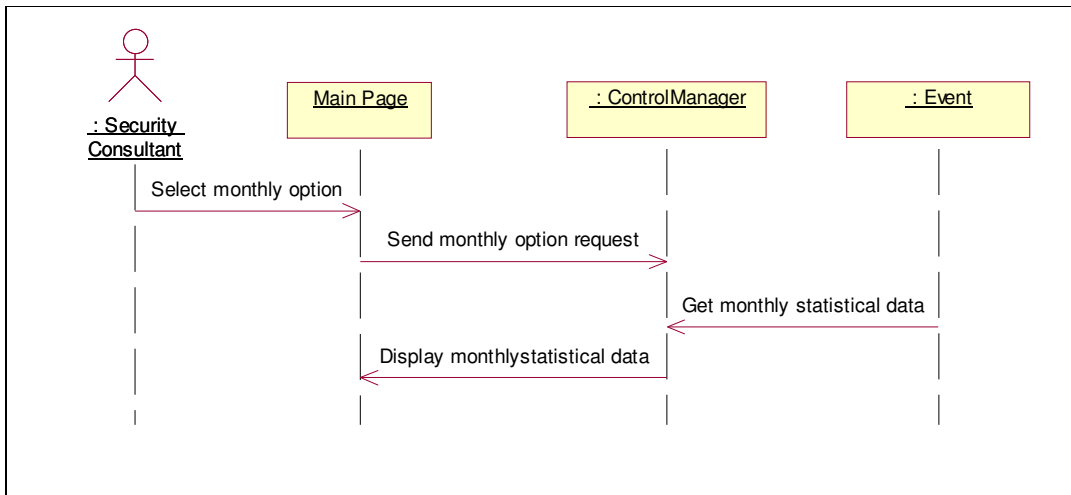 Main Page
: ControlManager
: Event
: Security
Consultant
Select monthly option
Send monthly option request
Get monthly statistical data
Display monthlystatistical data